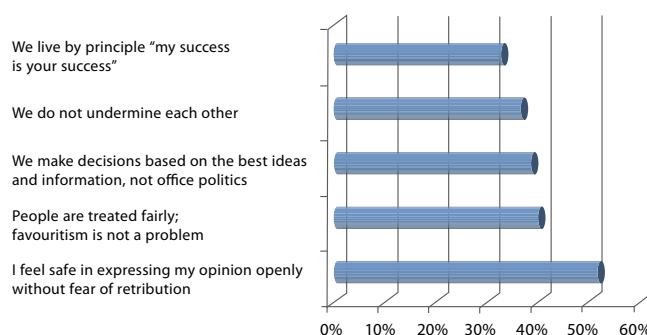 We live by principle “my success
is your success”
We do not undermine each other
We make decisions based on the best ideas
and information, not office politics
People are treated fairly;
favouritism is not a problem
I feel safe in expressing my opinion openly
without fear of retribution
0% 10% 20% 30% 40% 50% 60%